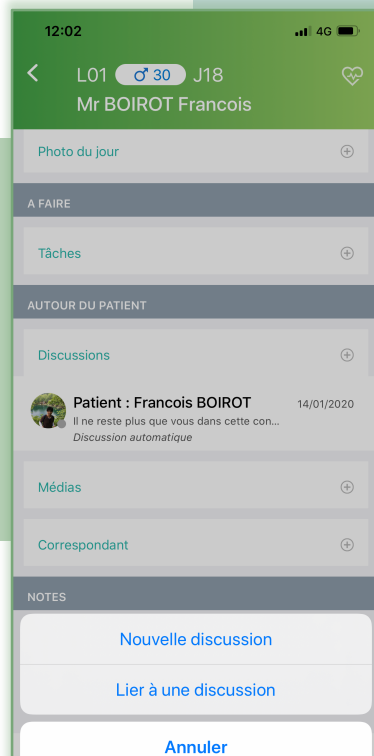 12:02
4G
L01 ♂ 30 J18
Mr BOIROT Francois
Photo du jour
A FAIRE
Tâches
AUTOUR DU PATIENT
Discussions
Patient : Francois BOIROT 14/01/2020
Il ne reste plus que vous dans cette con...
Discussion automatique
Médias
Correspondant
NOTES
Nouvelle discussion
Lier à une discussion
Annuler